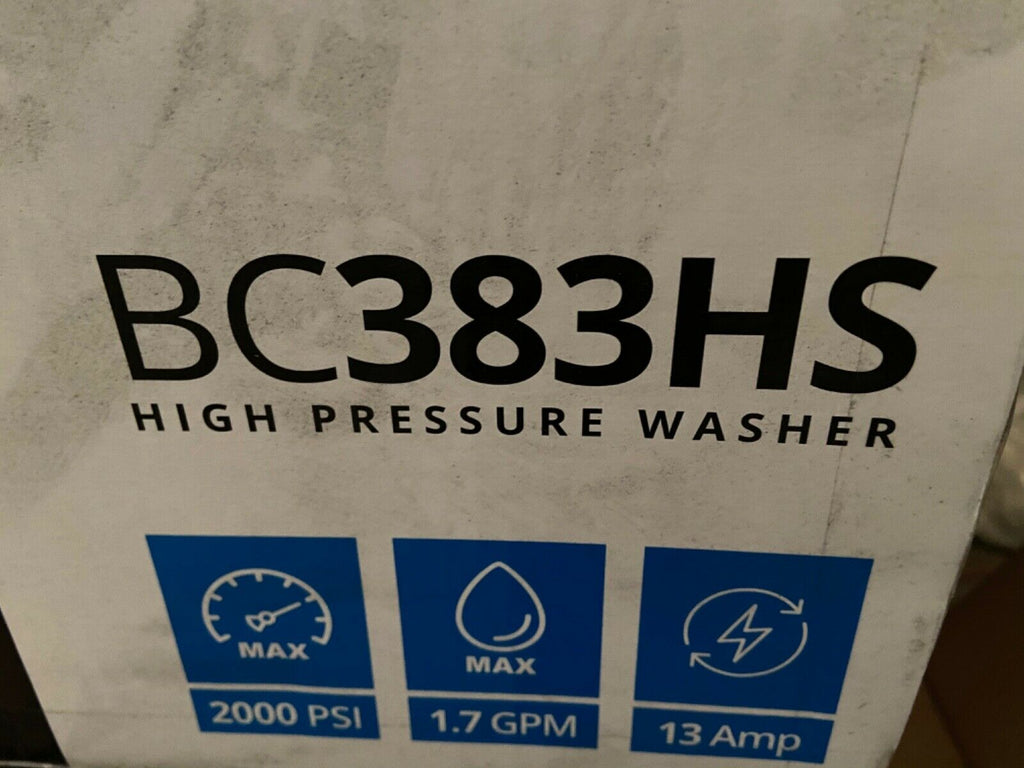 BC383HS
HIGH PRESSURE WASHER
MAX MAX
2000 PSI 1.7 GPM 13 Amp